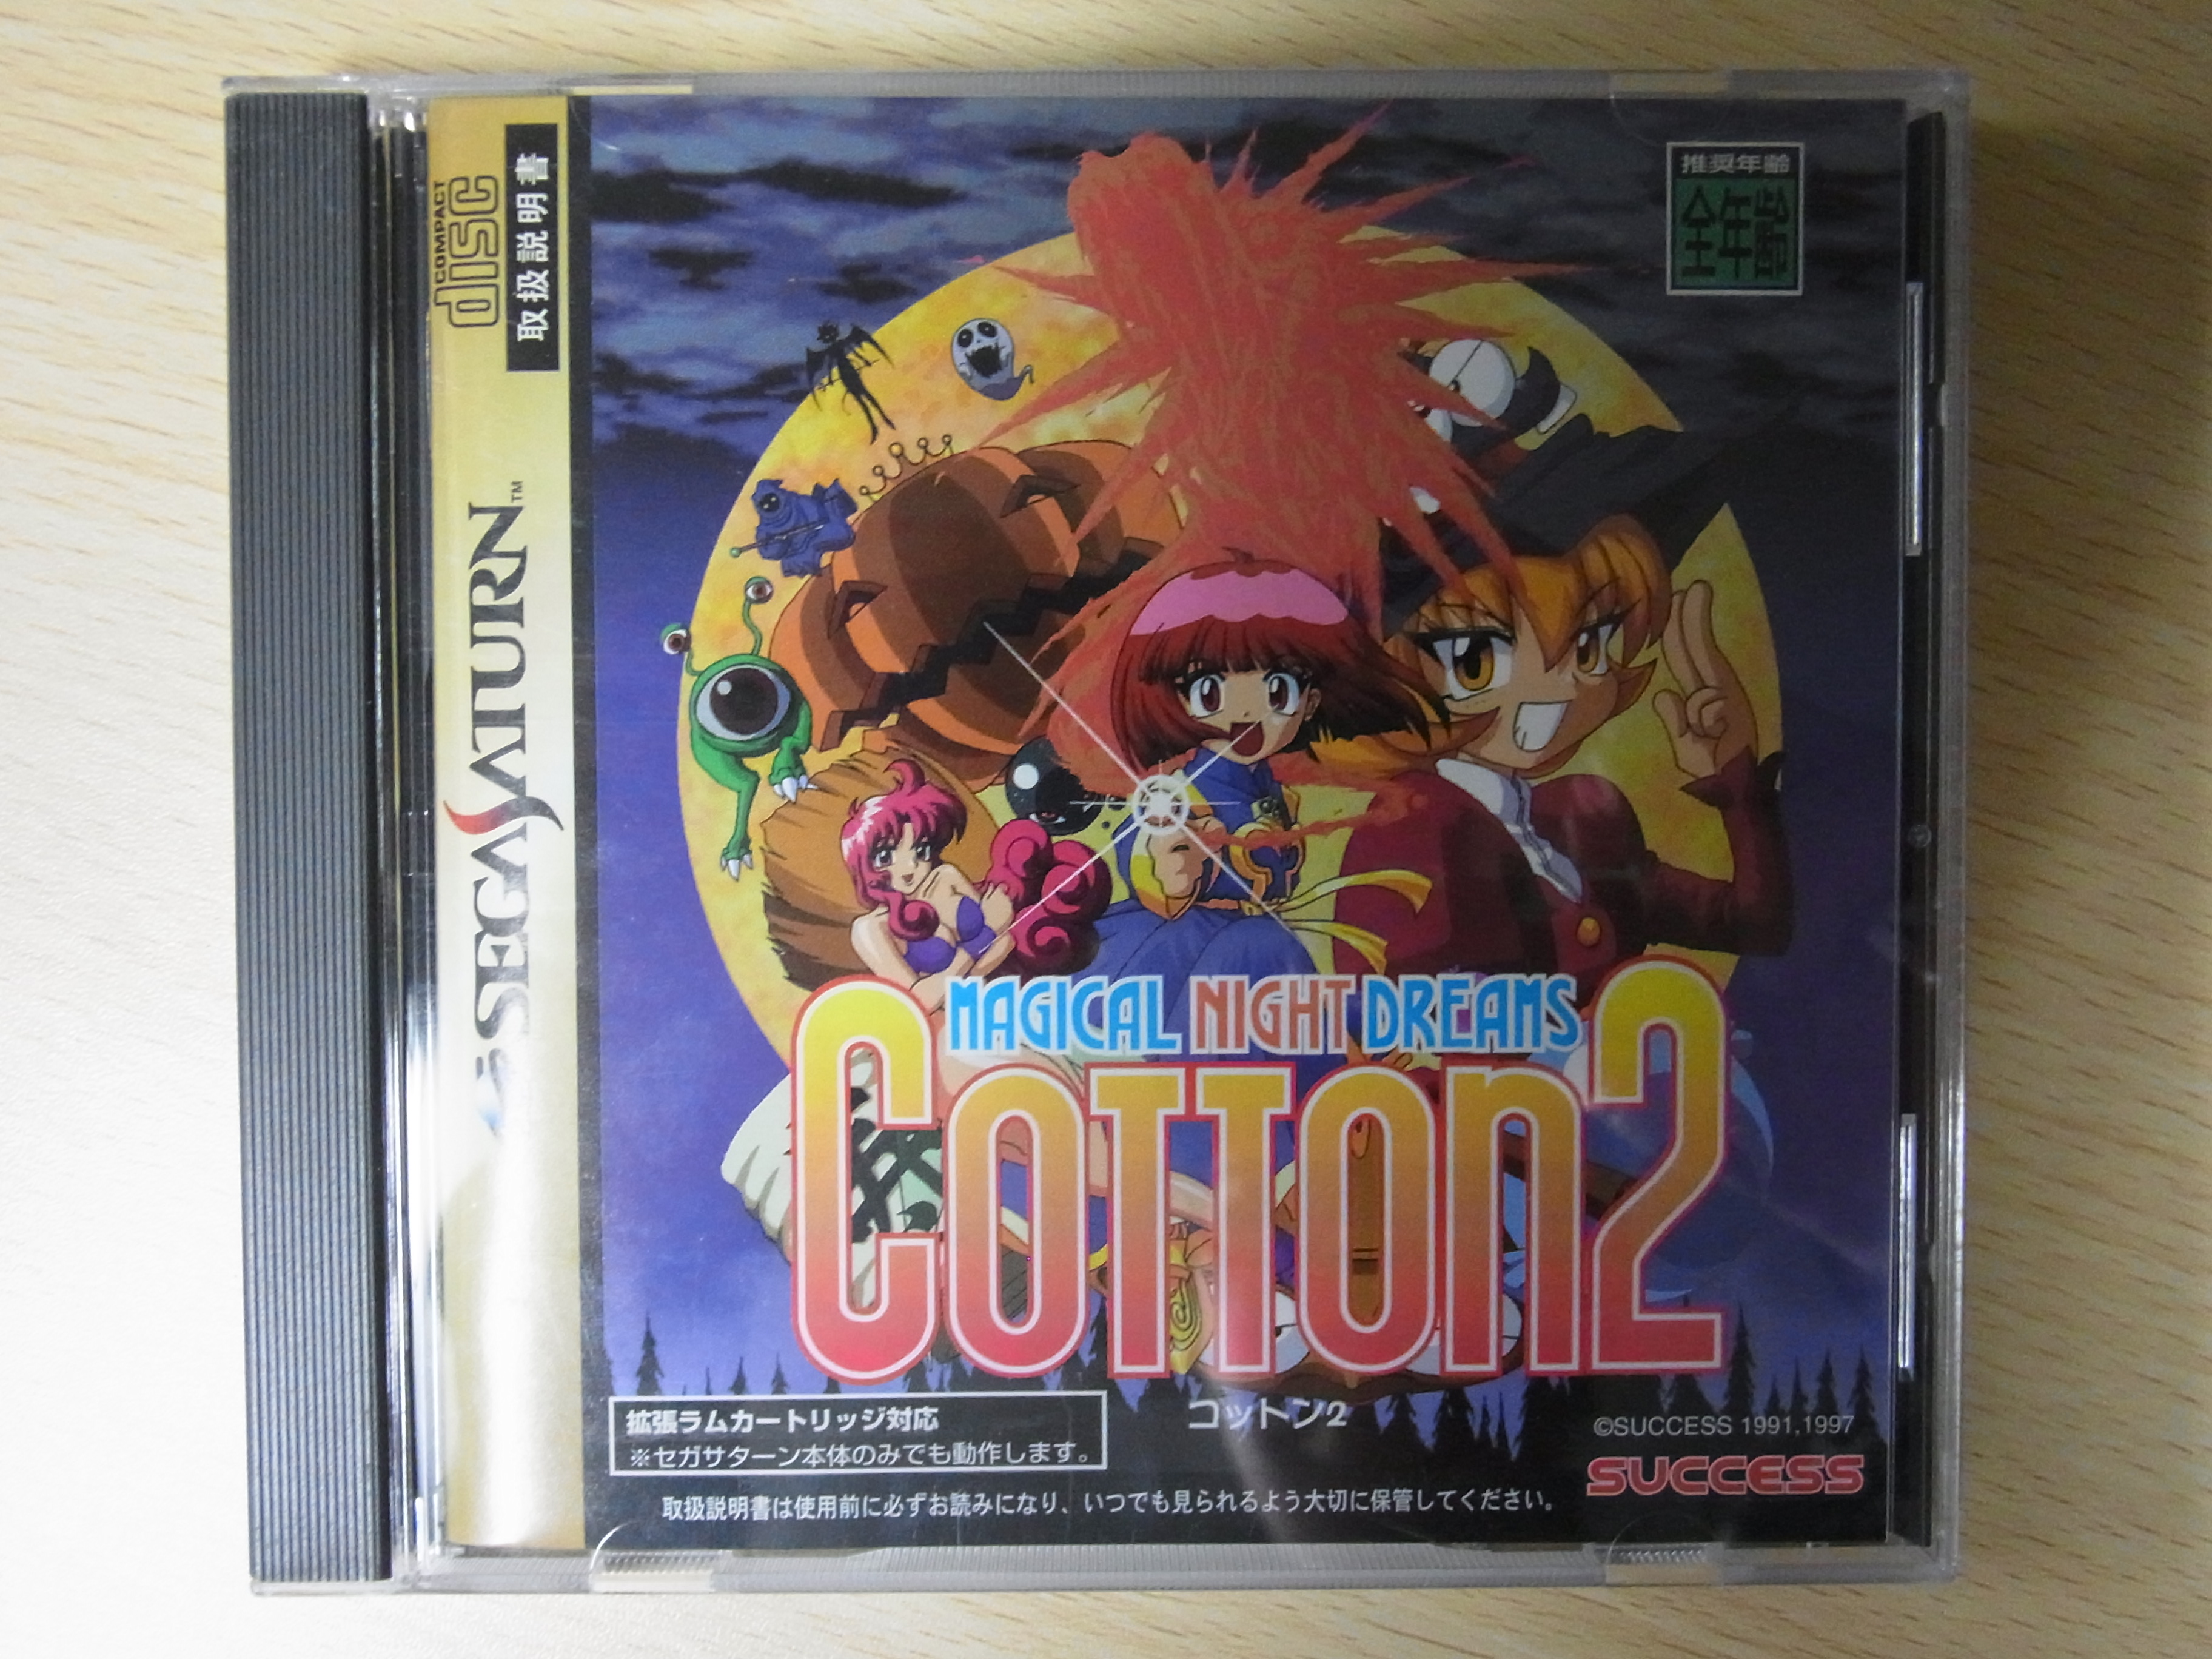 COMPACT
disc
取扱説明書
SEGA SATURN™
推奨年齢
全年齢
MAGICAL NIGHT DREAMS
COTTON2
コットン2
拡張ラムカートリッジ対応
※セガサターン本体のみでも動作します。
©SUCCESS 1991,1997
SUCCESS
取扱説明書は使用前に必ずお読みになり、いつでも見られるよう大切に保管してください。